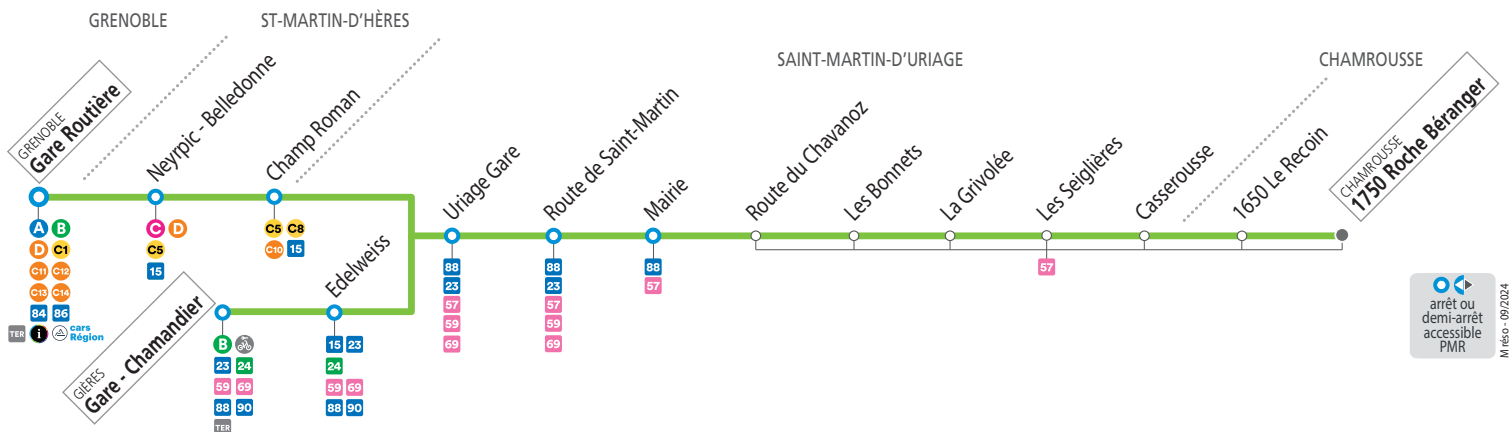 GRENOBLE
ST-MARTIN-D'HÈRES
SAINT-MARTIN-D'URIAGE
CHAMROUSSE
GRENOBLE
Gare Routière
Neyrpic - Belledonne
Champ Roman
Uriage Gare
Route de Saint-Martin
Mairie
Route du Chavanoz
Les Bonnets
La Grivolée
Les Seiglières
Casserousse
1650 Le Recoin
CHAMROUSSE
1750 Roche Béranger
A B
D C1
C11 C12
C13 C14
84 86
TER i cars Région
C D
C5
15
C5 C8
C10 15
GIÈRES
Gare - Chamandier
Edelweiss
B
23 24
59 69
88 90
TER
15 23
24
59 69
88 90
88
23
57
59
69
88
23
57
59
69
88
57
57
arrêt ou
demi-arrêt
accessible
PMR
M réso - 09/2024